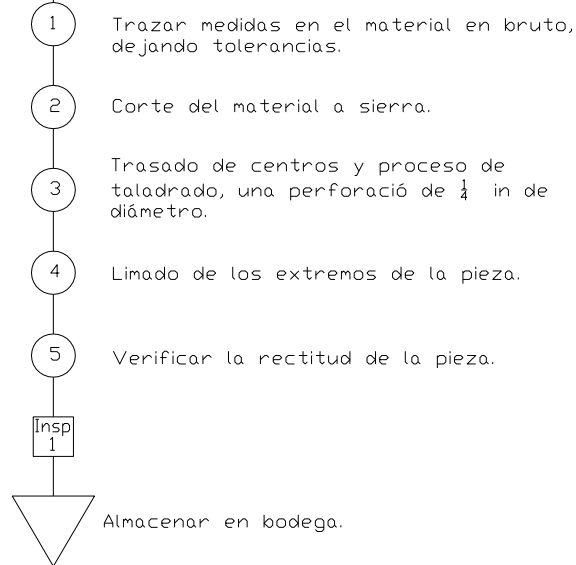 1
Trazar medidas en el material en bruto,
dejando tolerancias.
2
Corte del material a sierra.
3
Trasado de centros y proceso de
taladrado, una perforació de 1/4 in de
diámetro.
4
Limado de los extremos de la pieza.
5
Verificar la rectitud de la pieza.
Insp
1
Almacenar en bodega.